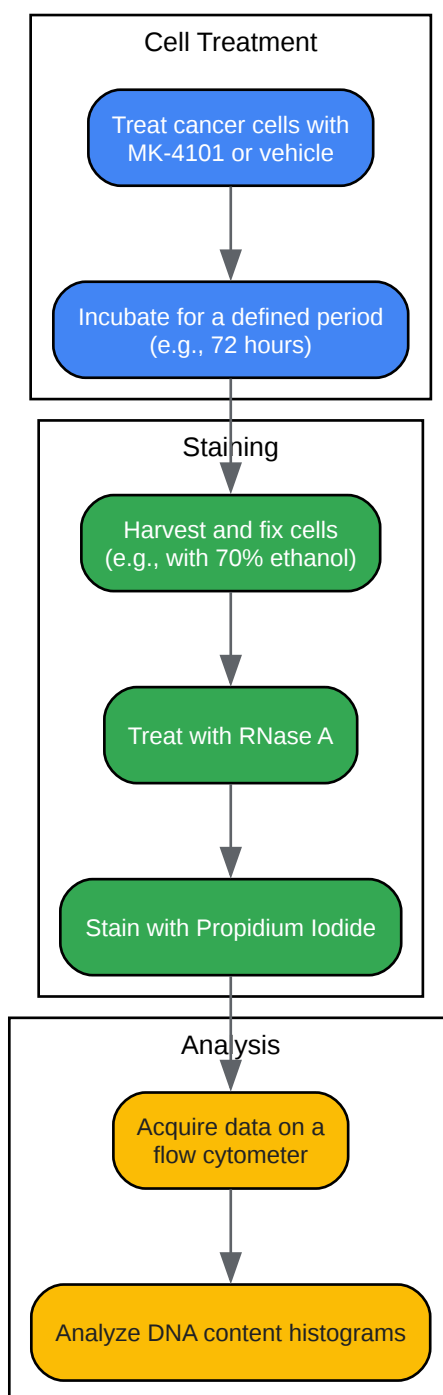 Cell Treatment
Treat cancer cells with
MK-4101 or vehicle
Incubate for a defined period
(e.g., 72 hours)
Staining
Harvest and fix cells
(e.g., with 70% ethanol)
Treat with RNase A
Stain with Propidium Iodide
Analysis
Acquire data on a
flow cytometer
Analyze DNA content histograms